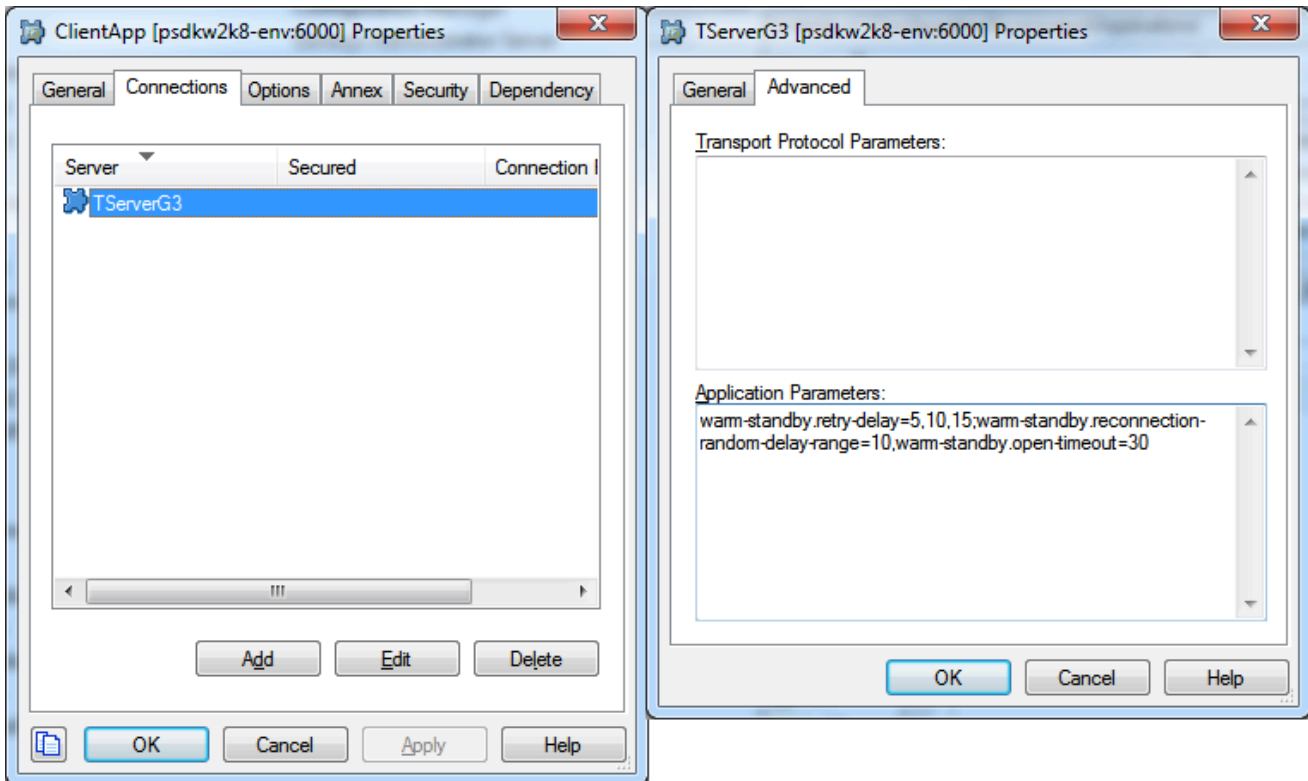 ClientApp [psdkw2k8-env:6000] Properties
General Connections Options Annex Security Dependency
Server Secured Connection
TServerG3
Add Edit Delete
OK Cancel Apply Help
TServerG3 [psdkw2k8-env:6000] Properties
General Advanced
Transport Protocol Parameters:
Application Parameters:
warm-standby.retry-delay=5,10,15;warm-standby.reconnection-
random-delay-range=10,warm-standby.open-timeout=30
OK Cancel Help